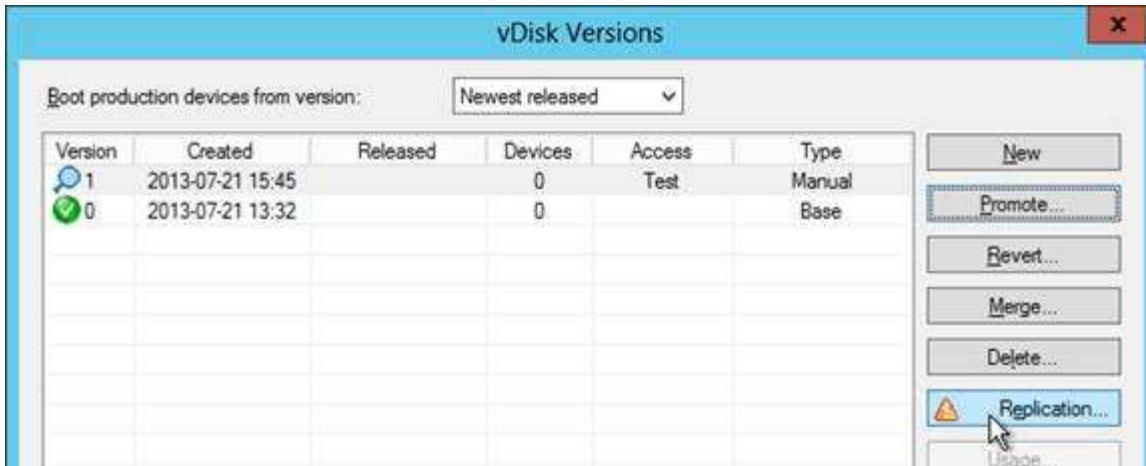 vDisk Versions
x
Boot production devices from version: Newest released
Version Created Released Devices Access Type
1 2013-07-21 15:45 0 Test Manual
0 2013-07-21 13:32 0 Base
New
Promote...
Revert...
Merge...
Delete...
Replication...
Usage...